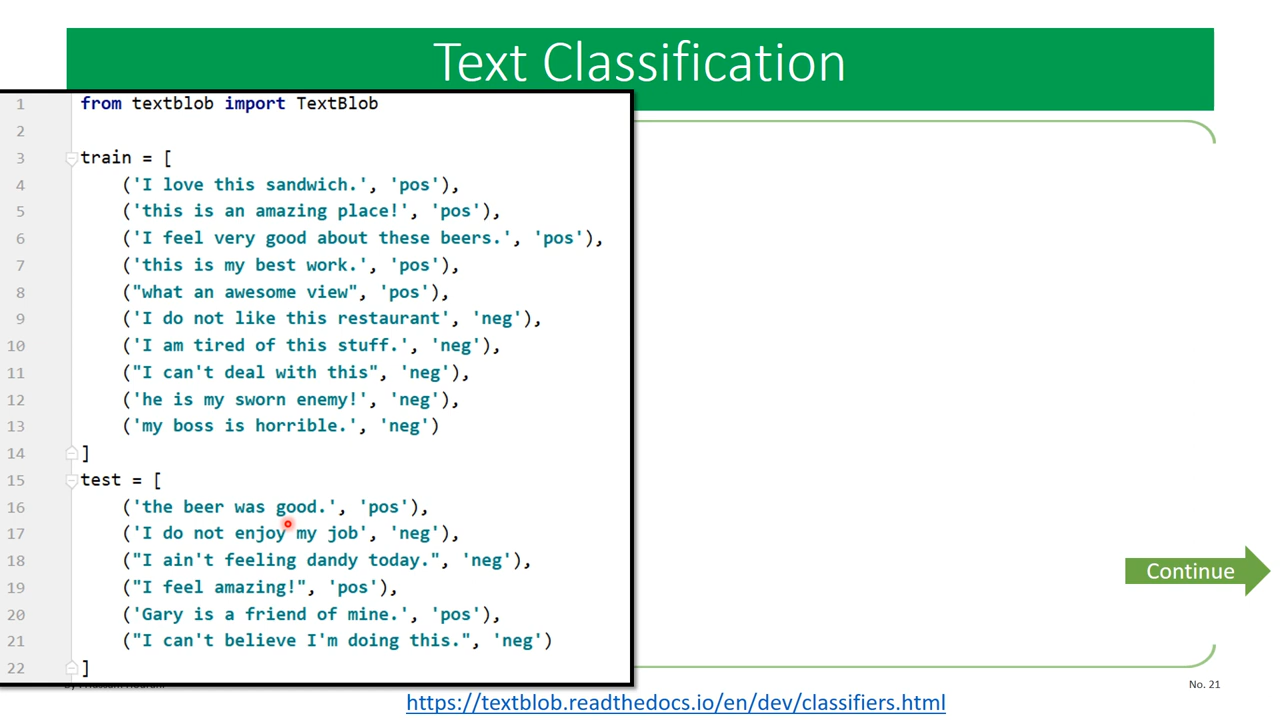 Text Classification
1 from textblob import TextBlob
2
3 train = [
4 ('I love this sandwich.', 'pos'),
5 ('this is an amazing place!', 'pos'),
6 ('I feel very good about these beers.', 'pos'),
7 ('this is my best work.', 'pos'),
8 ("what an awesome view", 'pos'),
9 ('I do not like this restaurant', 'neg'),
10 ('I am tired of this stuff.', 'neg'),
11 ("I can't deal with this", 'neg'),
12 ('he is my sworn enemy!', 'neg'),
13 ('my boss is horrible.', 'neg')
14 ]
15 test = [
16 ('the beer was good.', 'pos'),
17 ('I do not enjoy my job', 'neg'),
18 ("I ain't feeling dandy today.", 'neg'),
19 ("I feel amazing!", 'pos'),
20 ('Gary is a friend of mine.', 'pos'),
21 ("I can't believe I'm doing this.", 'neg')
22 ]
Continue
No. 21
https://textblob.readthedocs.io/en/dev/classifiers.html